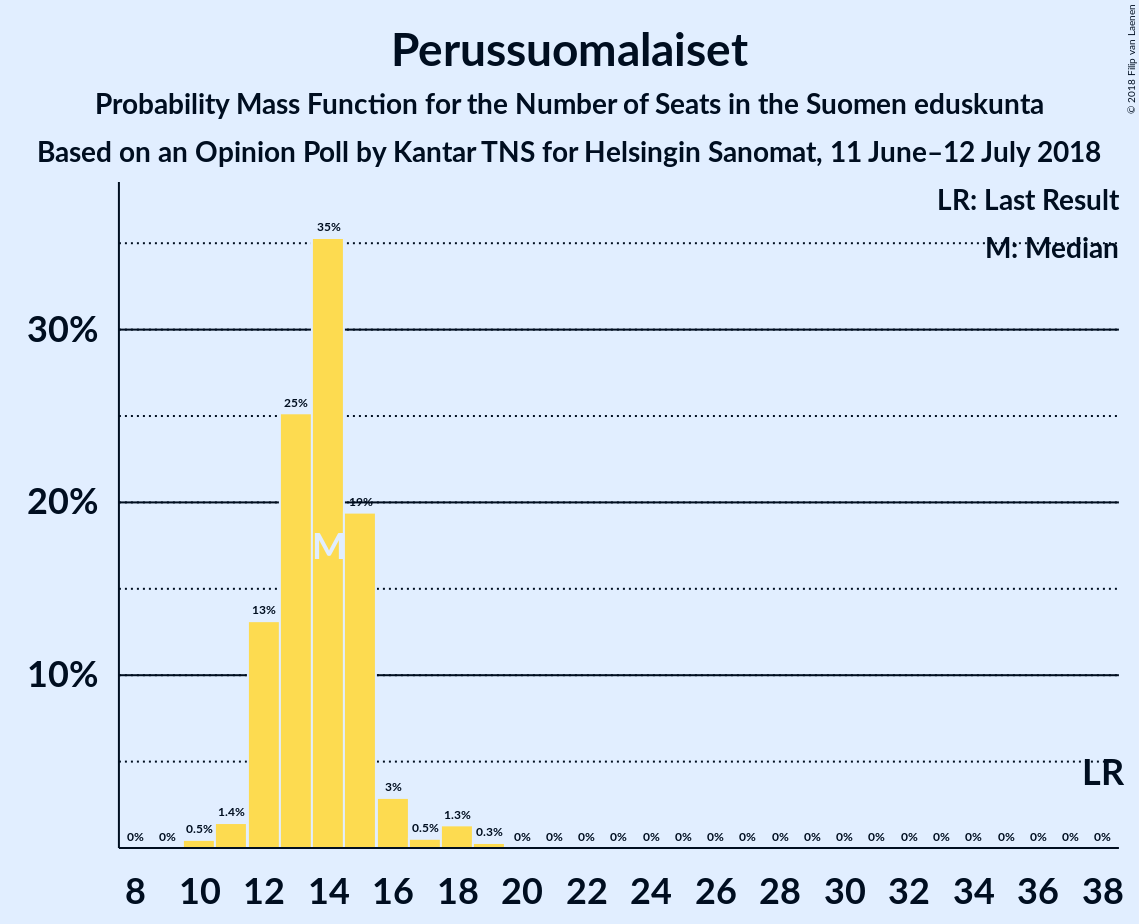 Perussuomalaiset
Probability Mass Function for the Number of Seats in the Suomen eduskunta
Based on an Opinion Poll by Kantar TNS for Helsingin Sanomat, 11 June–12 July 2018
© 2018 Filip van Laenen
LR: Last Result
M: Median
35%
30%
25%
20%
19%
M
13%
10%
LR
0% 0% 0.5% 1.4% 3% 0.5% 1.3% 0.3% 0% 0% 0% 0% 0% 0% 0% 0% 0% 0% 0% 0% 0% 0% 0% 0% 0% 0% 0%
8 10 12 14 16 18 20 22 24 26 28 30 32 34 36 38